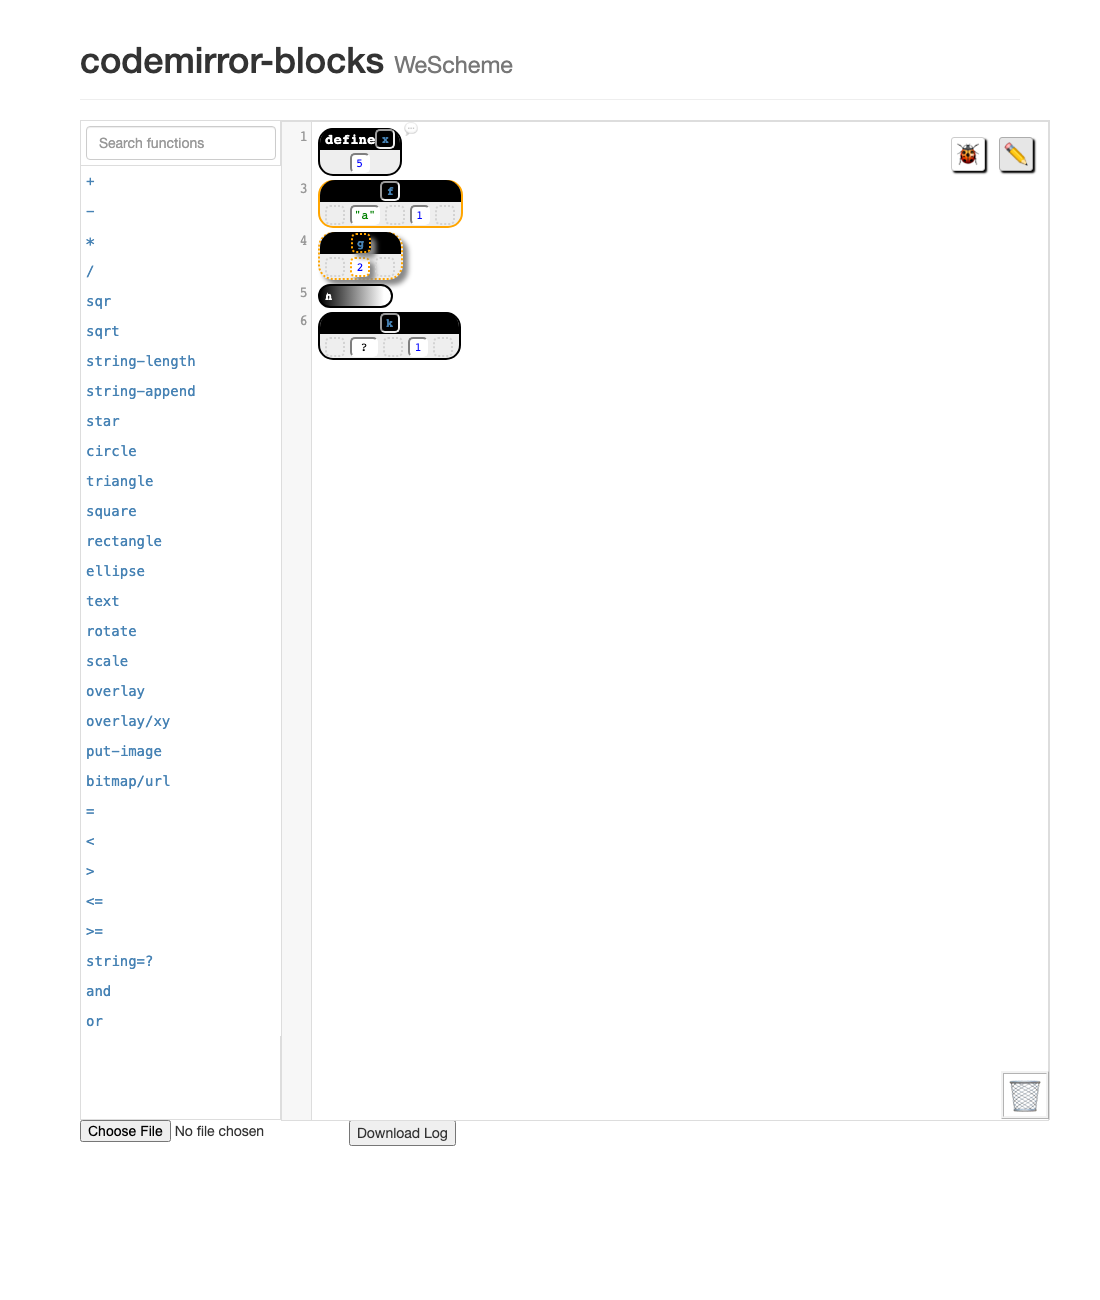 codemirror-blocks WeScheme
Search functions
+
-
*
/
sqr
sqrt
string-length
string-append
star
circle
triangle
square
rectangle
ellipse
text
rotate
scale
overlay
overlay/xy
put-image
bitmap/url
=
<
>
<=
>=
string=?
and
or
1 define x
5
3 f
"a" 1
4 g
2
5
6 k
? 1
Choose File No file chosen
Download Log